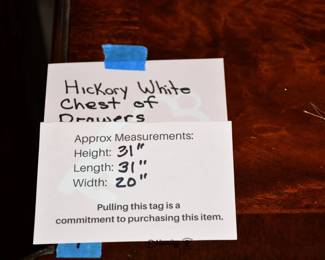 Hickory White
Chest of
Drawers
Approx Measurements:
Height: 31"
Length: 31"
Width: 20"
Pulling this tag is a
commitment to purchasing this item.